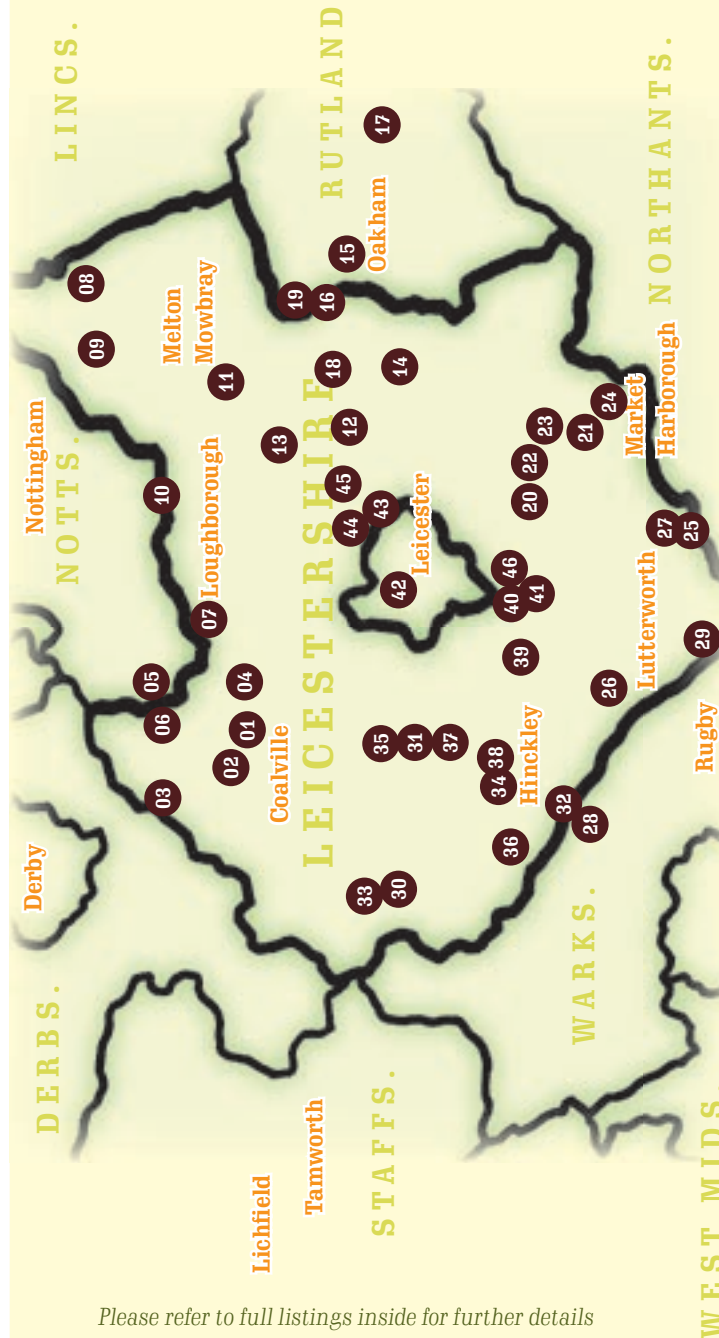 DERBS.
Derby
NOTTS.
Nottingham
LINCS.
Lichfield
Tamworth
STAFFS.
Coalville
LEICESTERSHIRE
Loughborough
Melton
Mowbray
RUTLAND
Oakham
Leicester
Hinckley
WARKS.
Rugby
Lutterworth
Market
Harborough
NORTHANTS.
WEST MIDS
01
02
03
04
05
06
07
08
09
10
11
12
13
14
15
16
17
18
19
20
21
22
23
24
25
26
27
28
29
30
31
32
33
34
35
36
37
38
39
40
41
42
43
44
45
46
Please refer to full listings inside for further details